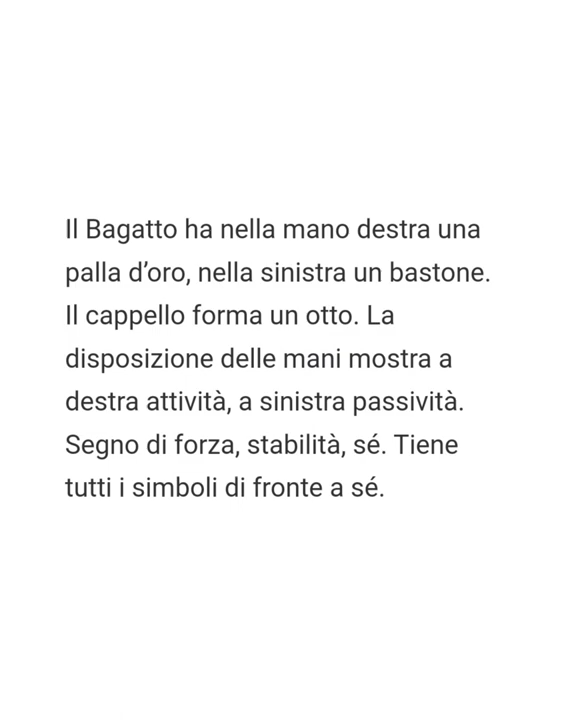 Il Bagatto ha nella mano destra una
palla d’oro, nella sinistra un bastone.
Il cappello forma un otto. La
disposizione delle mani mostra a
destra attività, a sinistra passività.
Segno di forza, stabilità, sé. Tiene
tutti i simboli di fronte a sé.